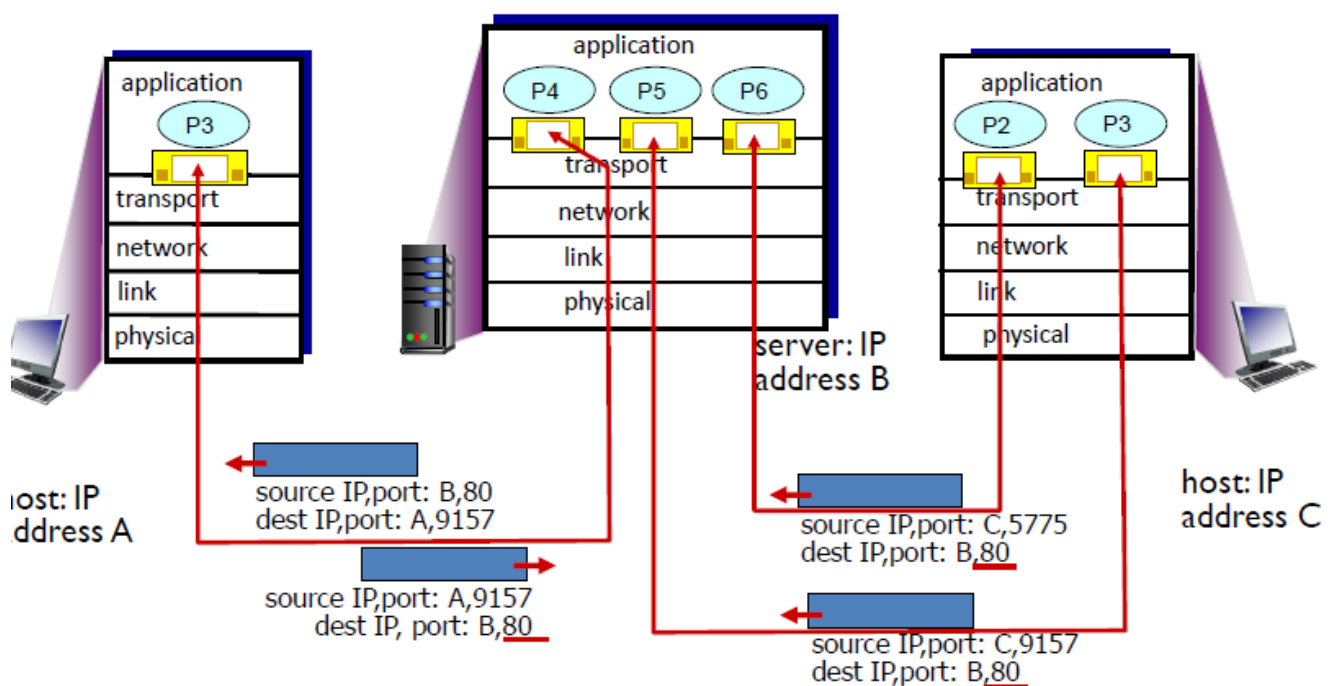 application
P3
transport
network
link
physical
application
P4 P5 P6
transport
network
link
physical
server: IP
address B
application
P2 P3
transport
network
link
physical
host: IP
address A
source IP,port: B,80
dest IP,port: A,9157
source IP,port: A,9157
dest IP, port: B,80
source IP,port: C,5775
dest IP,port: B,80
source IP,port: C,9157
dest IP,port: B,80
host: IP
address C